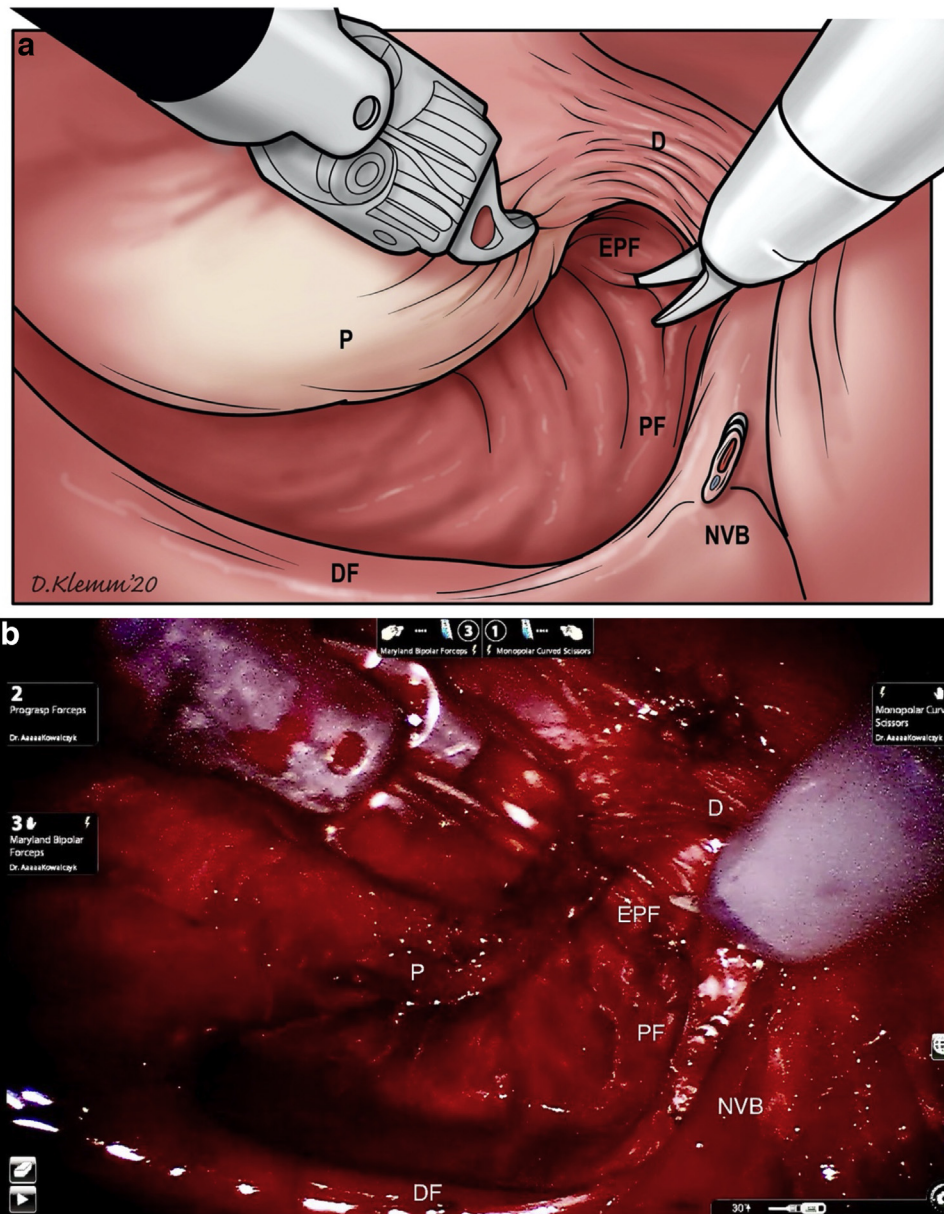 a
D
EPF
P
PF
NVB
DF
D.Klemm'20
b
3 1
Maryland Bipolar Forceps Monopolar Curved Scissors
2
Prograsp Forceps
Dr. AaaaaKowalczyk
Monopolar Curv
Scissors
Dr. AaaaaKowalczyk
3
Maryland Bipolar
Forceps
Dr. AaaaaKowalczyk
D
EPF
P
PF
NVB
DF
30°